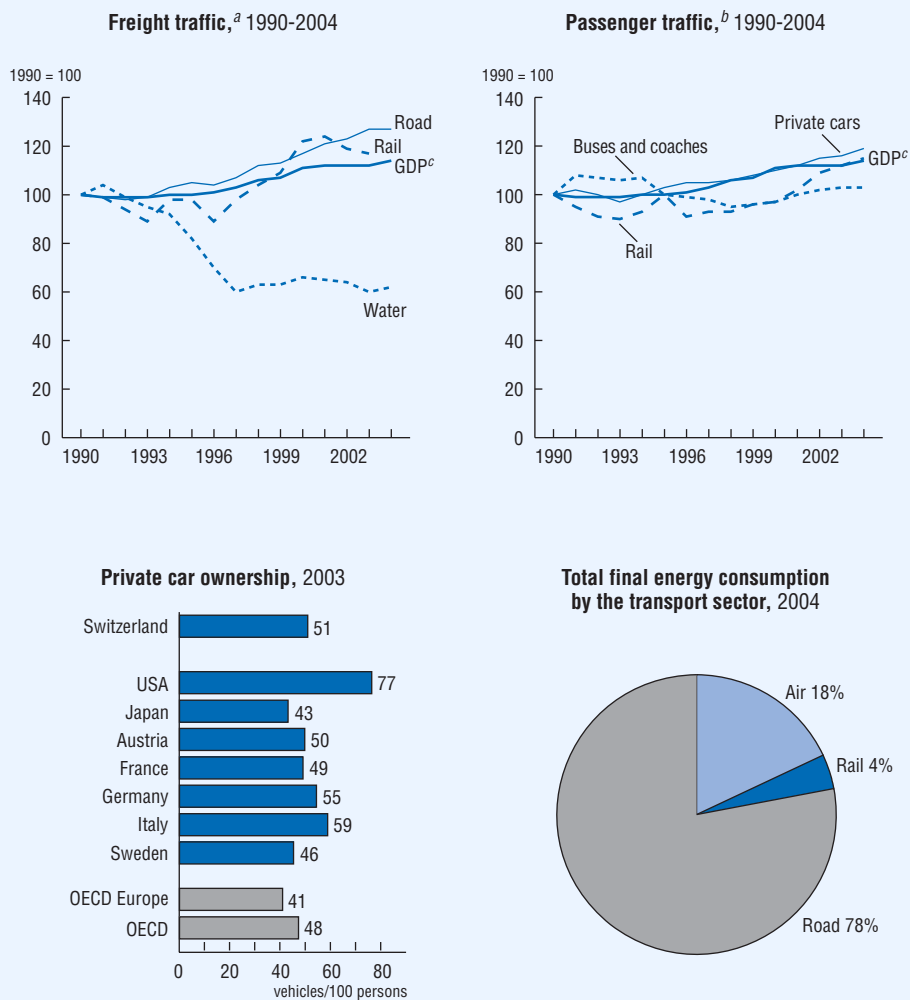 Freight traffic,a 1990-2004
1990 = 100
140
120
100
80
60
40
20
0
1990 1993 1996 1999 2002
Road
Rail
GDPc
Water
Passenger traffic,b 1990-2004
1990 = 100
140
120
100
80
60
40
20
0
1990 1993 1996 1999 2002
Private cars
Buses and coaches
GDPc
Rail
Private car ownership, 2003
Switzerland 51
USA 77
Japan 43
Austria 50
France 49
Germany 55
Italy 59
Sweden 46
OECD Europe 41
OECD 48
0 20 40 60 80
vehicles/100 persons
Total final energy consumption
by the transport sector, 2004
Air 18%
Rail 4%
Road 78%